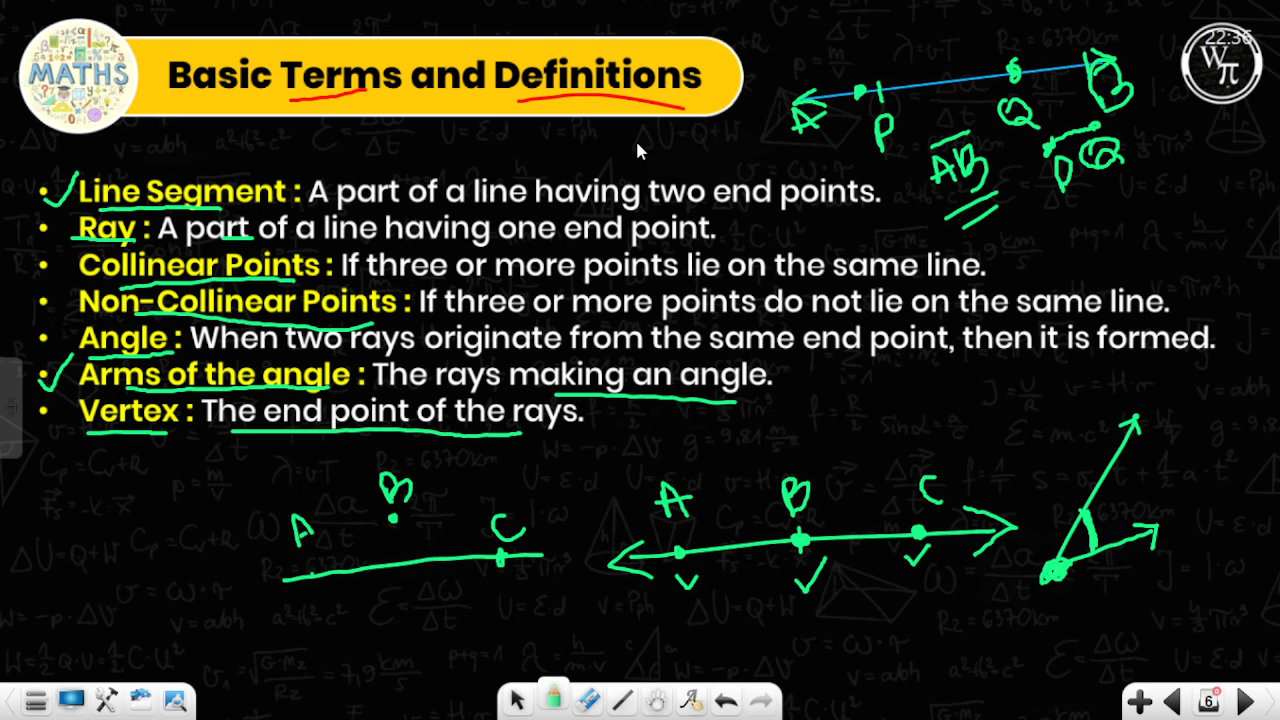 MATHS
Basic Terms and Definitions
22:36
Wπ
A P Q B
AB PQ
• Line Segment : A part of a line having two end points.
• Ray : A part of a line having one end point.
• Collinear Points : If three or more points lie on the same line.
• Non-Collinear Points : If three or more points do not lie on the same line.
• Angle : When two rays originate from the same end point, then it is formed.
• Arms of the angle : The rays making an angle.
• Vertex : The end point of the rays.
A B C
A B C
6